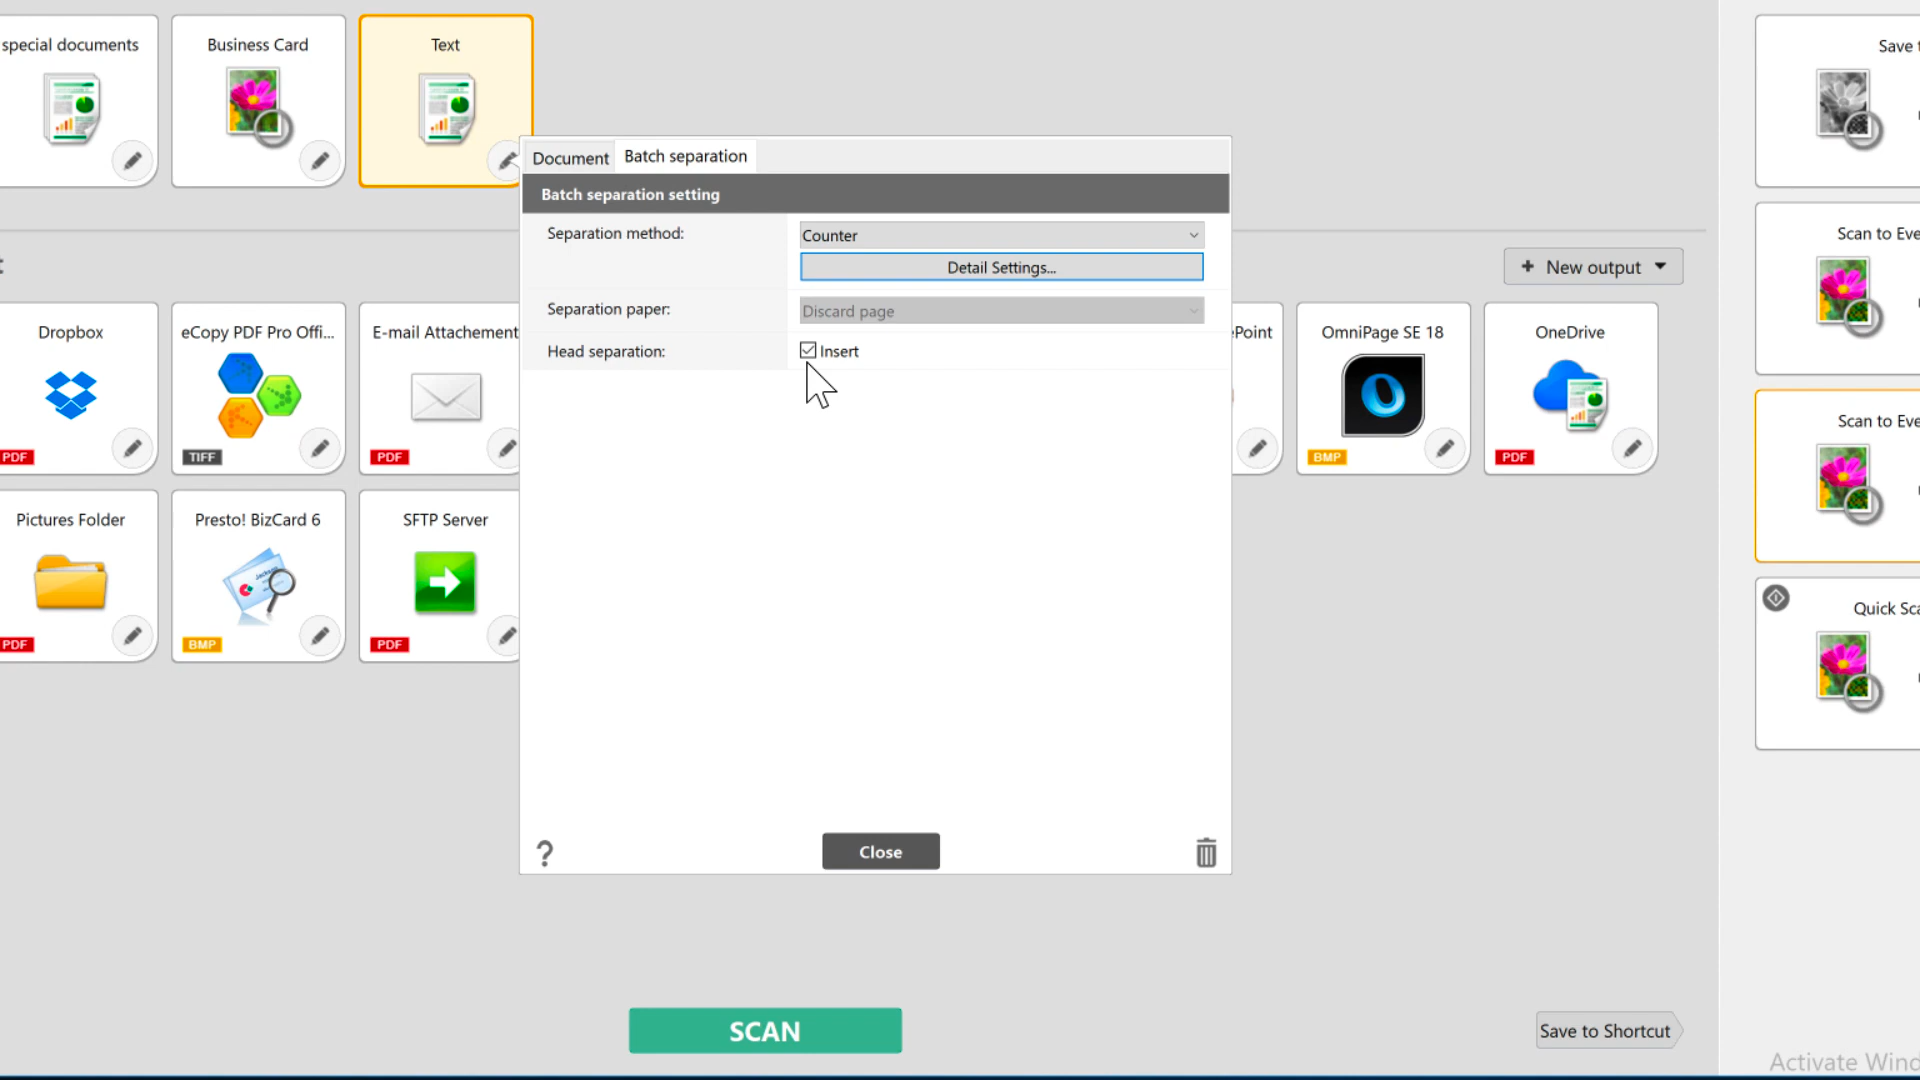 special documents
Business Card
Text
Save
Document
Batch separation
Batch separation setting
Separation method:
Counter
Detail Settings...
Separation paper:
Discard page
Head separation:
Insert
Scan to Eve
+ New output
Dropbox
PDF
eCopy PDF Pro Offi...
TIFF
E-mail Attachement
PDF
ePoint
OmniPage SE 18
BMP
OneDrive
PDF
Scan to Eve
Pictures Folder
PDF
Presto! BizCard 6
Jackson
BMP
SFTP Server
PDF
Quick Sca
?
Close
SCAN
Save to Shortcut
Activate Wind